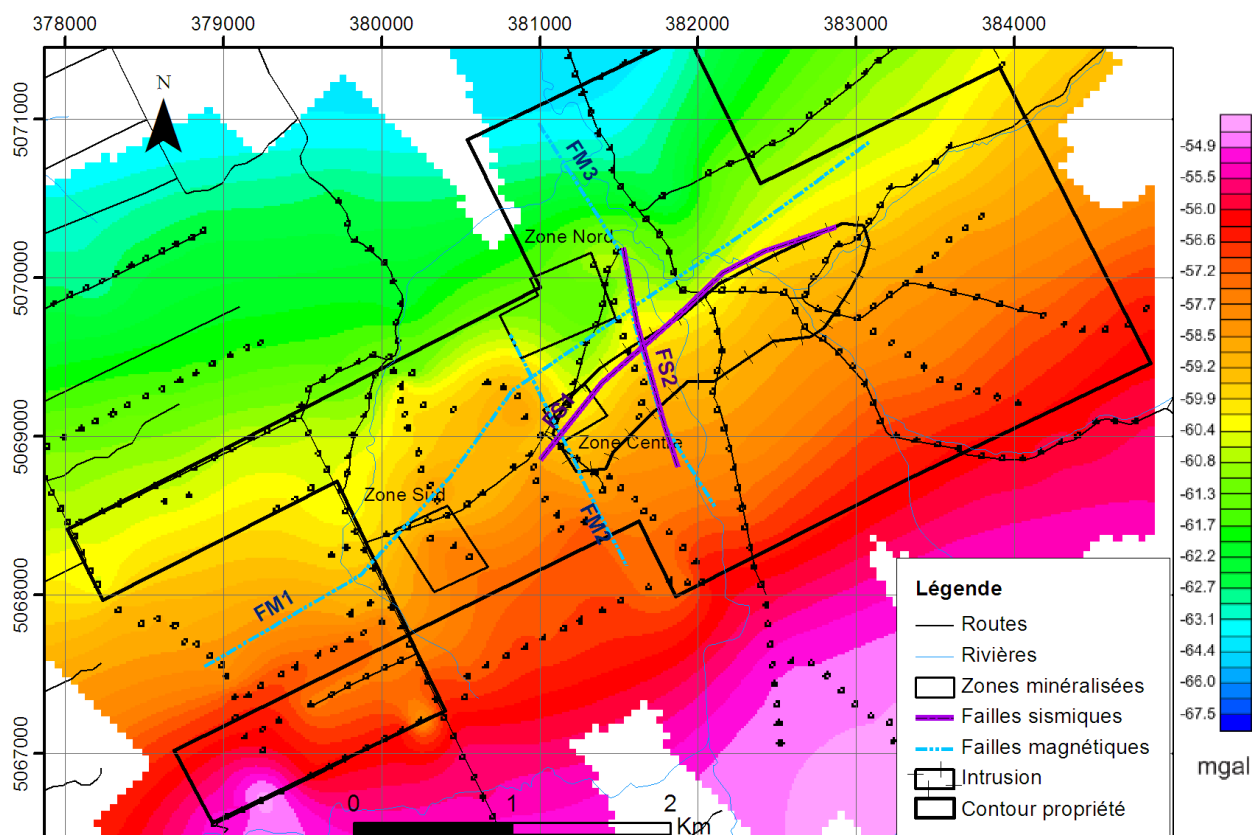 378000 379000 380000 381000 382000 383000 384000
5071000
5070000
5069000
5068000
5067000
N
FM3
Zone Nord
FS2
Zone Centre
Zone Sud
FM2
FM1
-54.9
-55.5
-56.0
-56.6
-57.2
-57.7
-58.5
-59.2
-59.9
-60.4
-60.8
-61.3
-61.7
-62.2
-62.7
-63.1
-64.4
-66.0
-67.5
mgal
Légende
Routes
Rivières
Zones minéralisées
Failles sismiques
Failles magnétiques
Intrusion
Contour propriété
0 1 2
Km